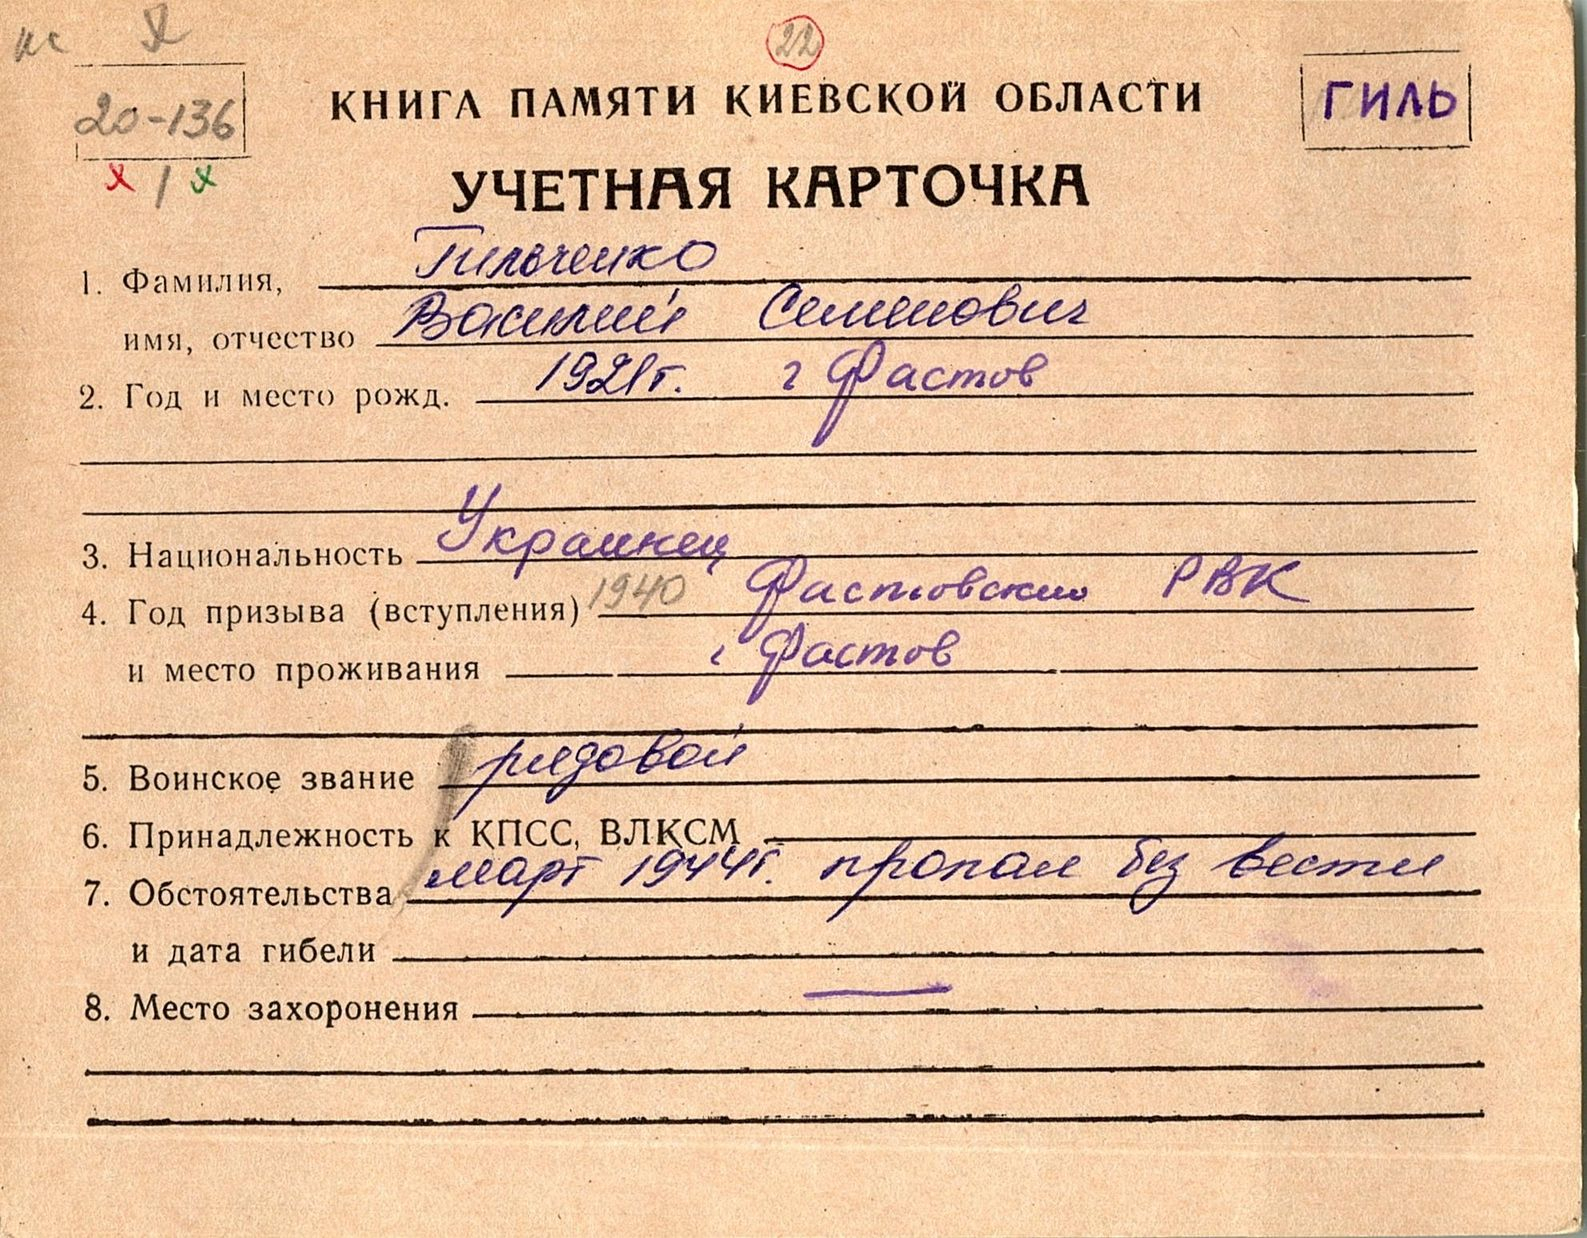 22
20-136
КНИГА ПАМЯТИ КИЕВСКОЙ ОБЛАСТИ
ГИЛЬ
УЧЕТНАЯ КАРТОЧКА
1. Фамилия, Гильченко
имя, отчество Василий Семенович
2. Год и место рожд. 1921г. г Фастов
3. Национальность Украинец
4. Год призыва (вступления) 1940 Фастовский РВК
и место проживания г Фастов
5. Воинское звание рядовой
6. Принадлежность к КПСС, ВЛКСМ
7. Обстоятельства март 1944г. пропал без вести
и дата гибели
8. Место захоронения —